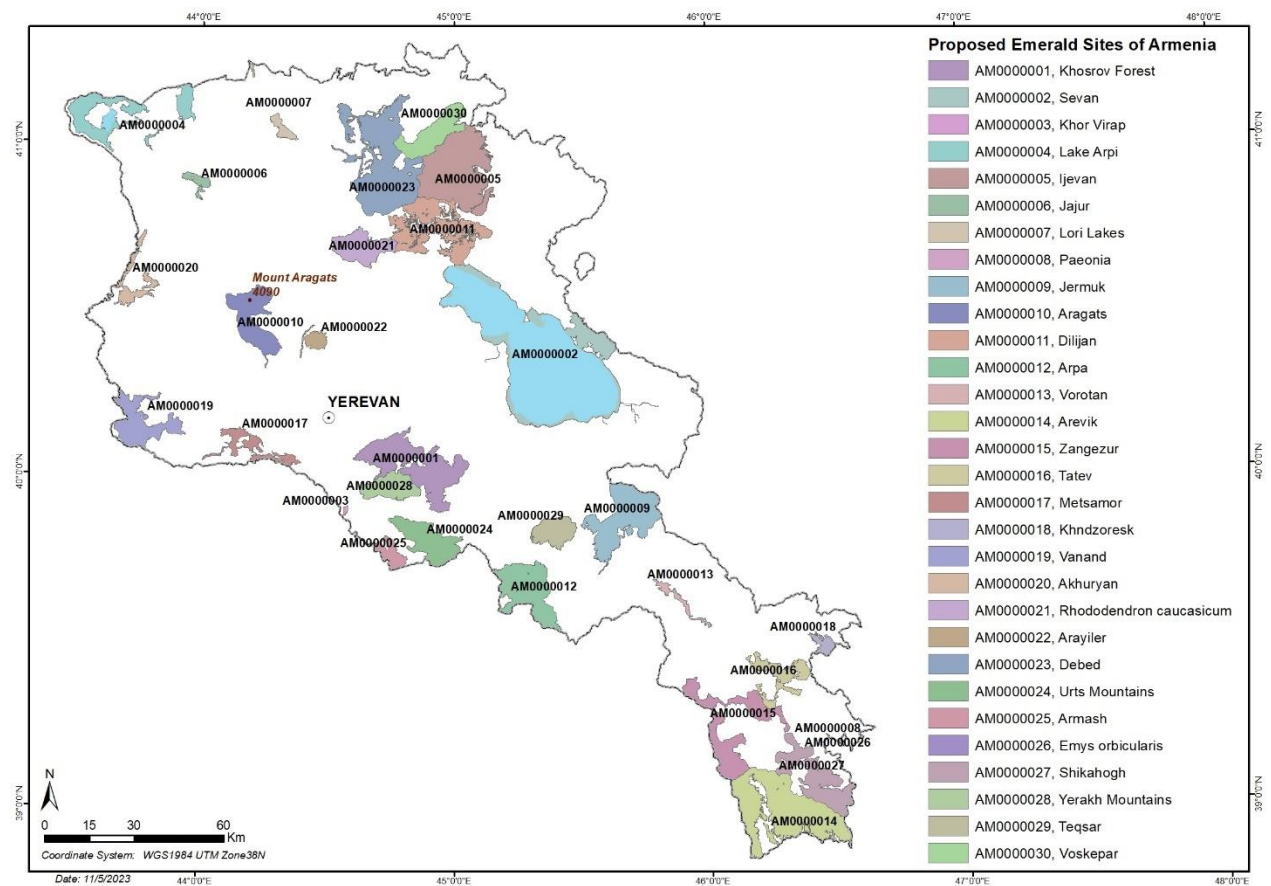 44°0'0"E 45°0'0"E 46°0'0"E 47°0'0"E 48°0'0"E
41°0'0"N
40°0'0"N
39°0'0"N
41°0'0"N
40°0'0"N
39°0'0"N
AM0000007
AM0000030
AM0000004
AM0000006
AM0000023
AM0000005
AM0000011
AM0000021
AM0000020
Mount Aragats
4090
AM0000010
AM0000022
AM0000002
YEREVAN
AM0000019
AM0000017
AM0000001
AM0000028
AM0000003
AM0000029
AM0000009
AM0000024
AM0000025
AM0000012
AM0000013
AM0000018
AM0000016
AM0000015
AM0000008
AM0000026
AM0000027
AM0000014
N
0 15 30 60
Km
Coordinate System: WGS1984 UTM Zone38N
Date: 11/5/2023
44°0'0"E 45°0'0"E 46°0'0"E 47°0'0"E 48°0'0"E
Proposed Emerald Sites of Armenia
AM0000001, Khosrov Forest
AM0000002, Sevan
AM0000003, Khor Virap
AM0000004, Lake Arpi
AM0000005, Ijevan
AM0000006, Jajur
AM0000007, Lori Lakes
AM0000008, Paeonia
AM0000009, Jermuk
AM0000010, Aragats
AM0000011, Dilijan
AM0000012, Arpa
AM0000013, Vorotan
AM0000014, Arevik
AM0000015, Zangezur
AM0000016, Tatev
AM0000017, Metsamor
AM0000018, Khndzoresk
AM0000019, Vanand
AM0000020, Akhuryan
AM0000021, Rhododendron caucasicum
AM0000022, Arayiler
AM0000023, Debed
AM0000024, Urts Mountains
AM0000025, Armash
AM0000026, Emys orbicularis
AM0000027, Shikahogh
AM0000028, Yerakh Mountains
AM0000029, Teqsar
AM0000030, Voskepar